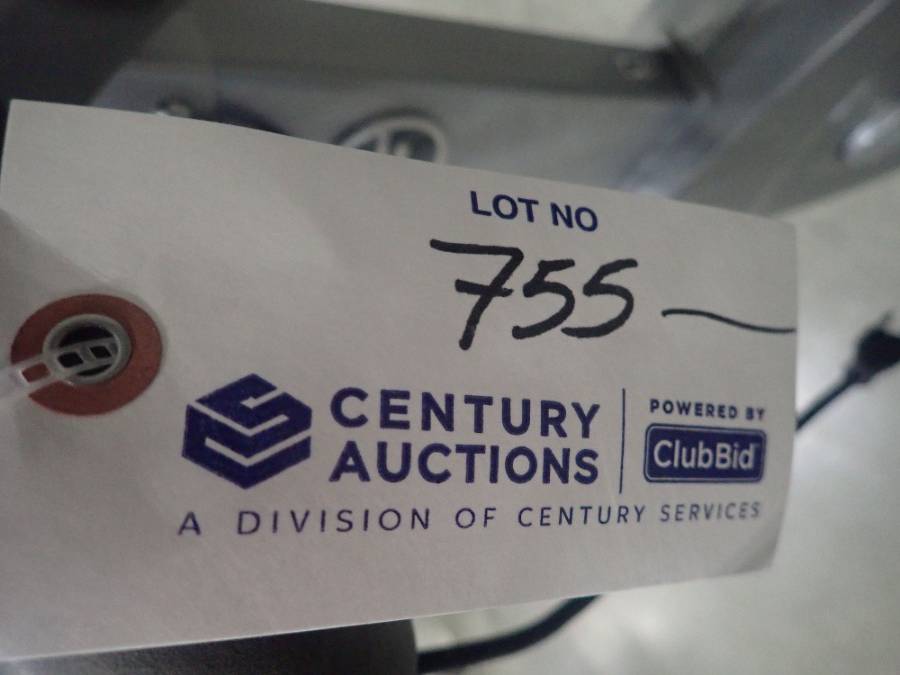 LOT NO
755
CENTURY
AUCTIONS
POWERED BY
ClubBid
A DIVISION OF CENTURY SERVICES